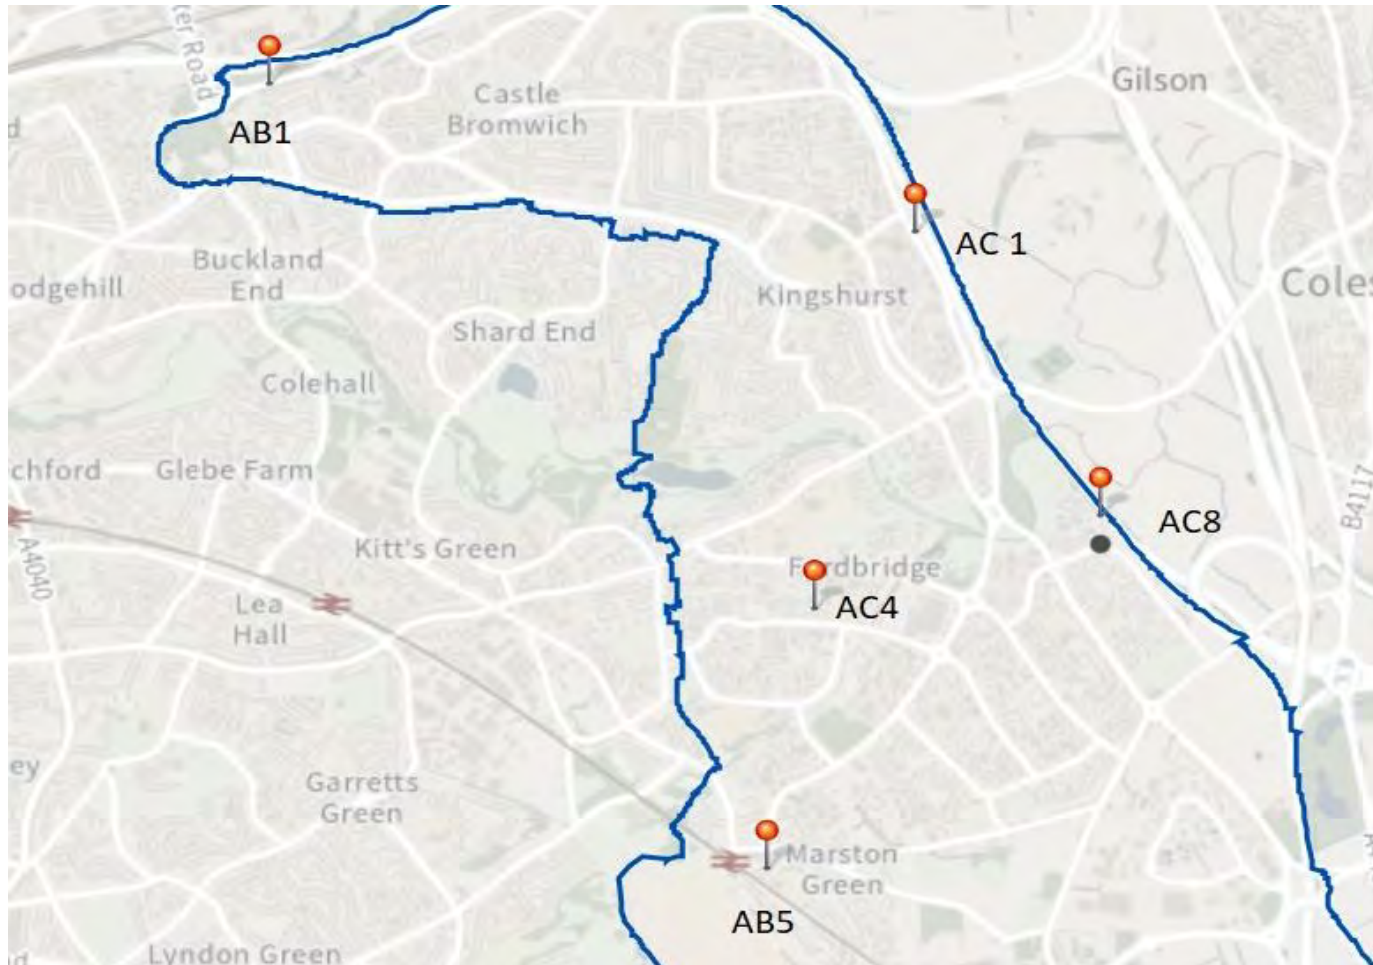 Gilson
Castle
Bromwich
AB1
AC 1
Buckland
End
odgehill
Kingshurst
Coles
Shard End
Colehall
chford
Glebe Farm
B4117
AC8
A4040
Kitt's Green
Fordbridge
AC4
Lea
Hall
ey
Garretts
Green
Marston
Green
AB5
Lyndon Green